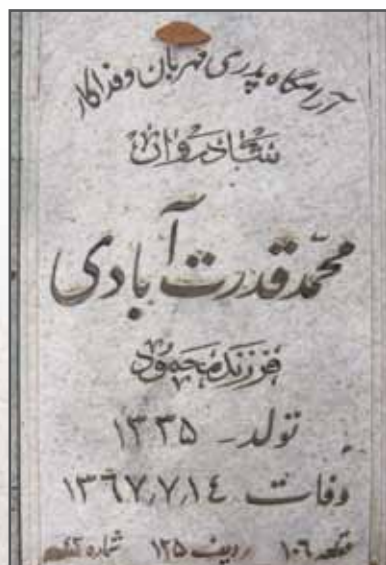 آرامگاه پدری مهربان و فداکار
شادروان
محمد قدرت آبادی
فرزند محمود
تولد ـ ۱۳۳۵
وفات ۱۳۶۷٫۷٫۱۴
قطعه ۱۰۶ ردیف ۱۲۵ شماره